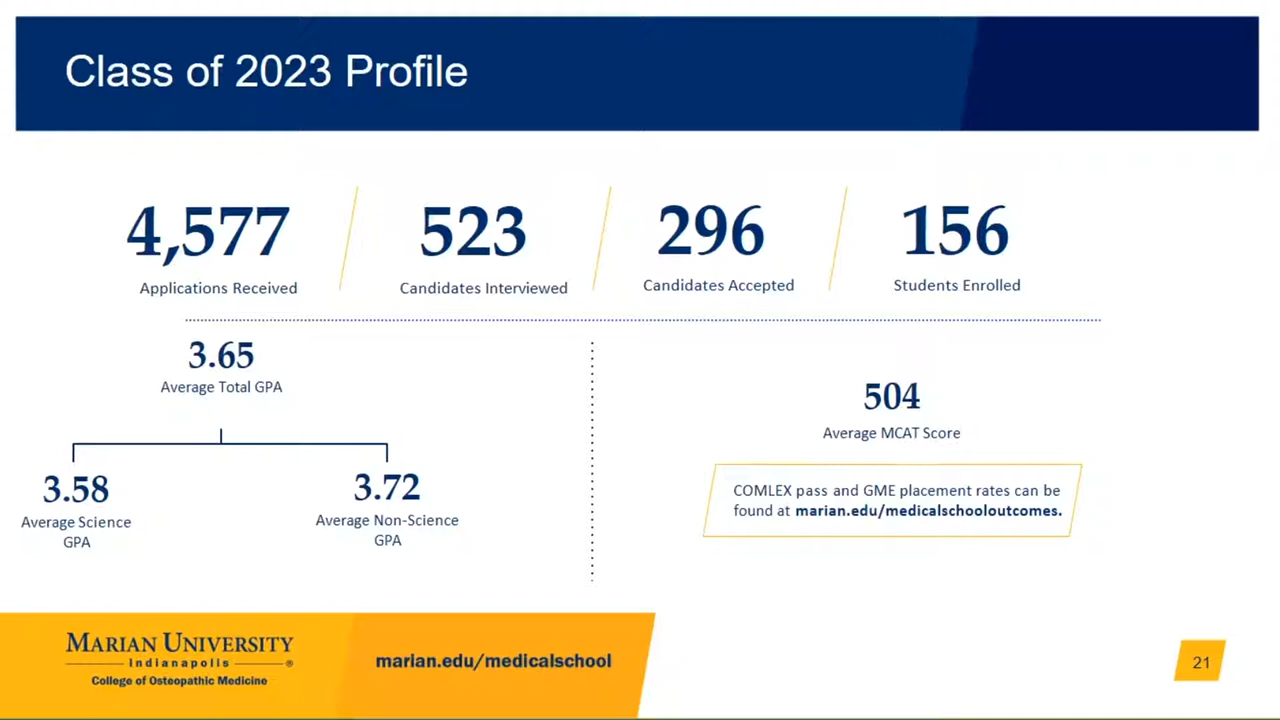 Class of 2023 Profile
4,577
Applications Received
523
Candidates Interviewed
296
Candidates Accepted
156
Students Enrolled
3.65
Average Total GPA
3.58
Average Science
GPA
3.72
Average Non-Science
GPA
504
Average MCAT Score
COMLEX pass and GME placement rates can be
found at marian.edu/medicalschooloutcomes.
MARIAN UNIVERSITY
Indianapolis ®
College of Osteopathic Medicine
marian.edu/medicalschool
21